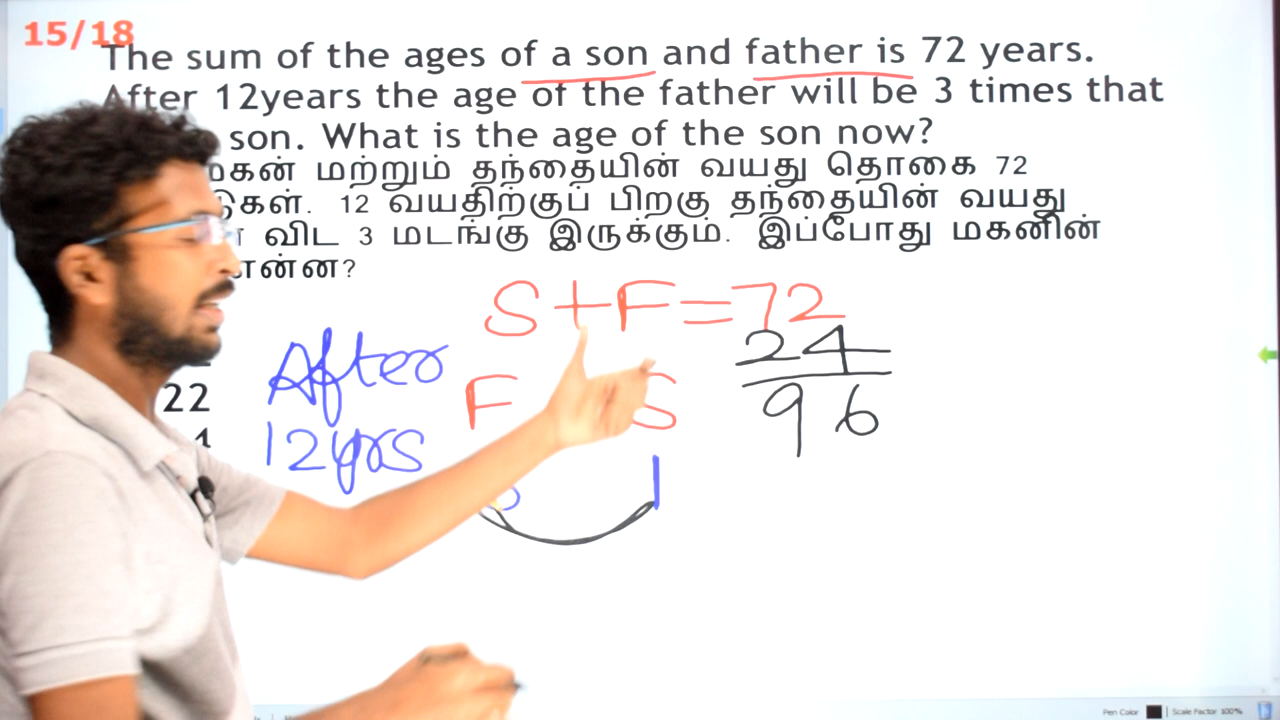 15/18
The sum of the ages of a son and father is 72 years.
After 12years the age of the father will be 3 times that
son. What is the age of the son now?
மகன் மற்றும் தந்தையின் வயது தொகை 72
கள். 12 வயதிற்குப் பிறகு தந்தையின் வயது
விட 3 மடங்கு இருக்கும். இப்போது மகனின்
என்ன?
S+F=72
24
After
F S
96
22
12yrs
1
Pen Color Scale Factor 100%